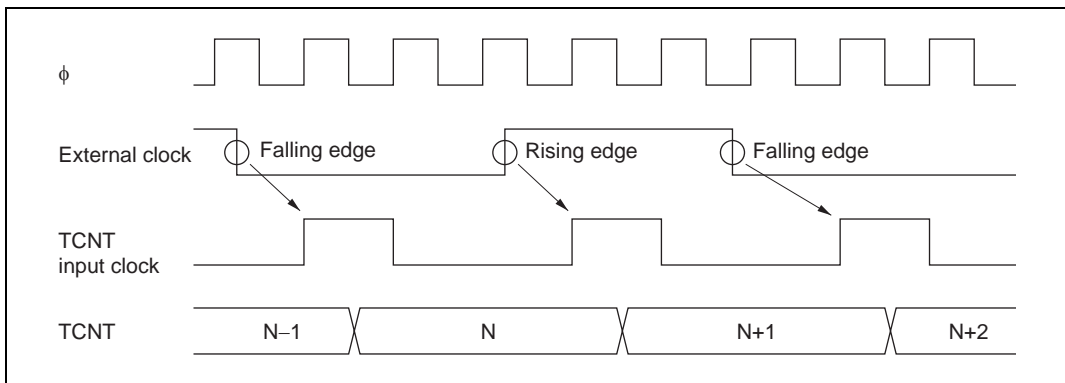 ϕ
External clock
Falling edge
Rising edge
Falling edge
TCNT
input clock
TCNT
N−1
N
N+1
N+2